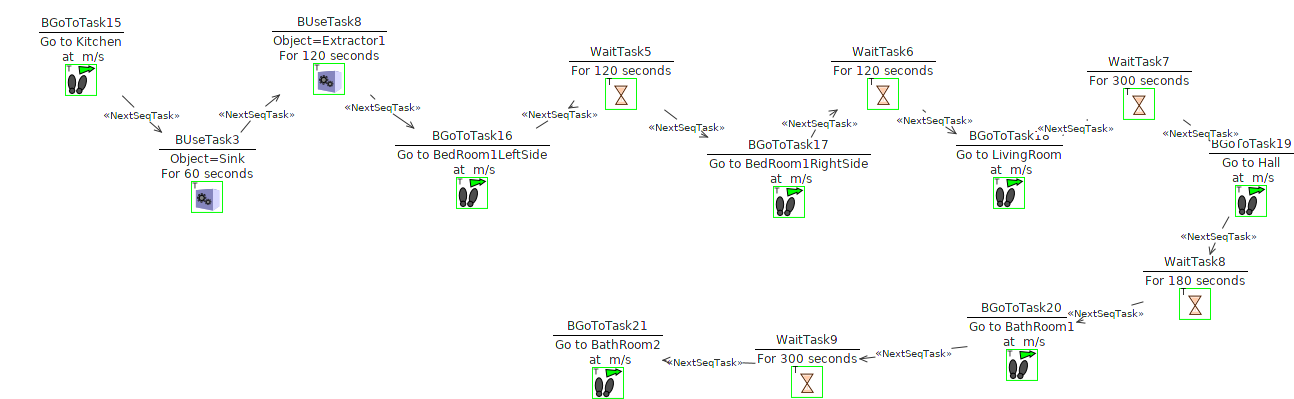 BGoToTask15
Go to Kitchen
at m/s
T
«NextSeqTask»
BUseTask3
Object=Sink
For 60 seconds
T
«NextSeqTask»
BUseTask8
Object=Extractor1
For 120 seconds
T
«NextSeqTask»
BGoToTask16
Go to BedRoom1LeftSide
at m/s
T
«NextSeqTask»
WaitTask5
For 120 seconds
T
«NextSeqTask»
BGoToTask17
Go to BedRoom1RightSide
at m/s
T
«NextSeqTask»
WaitTask6
For 120 seconds
T
«NextSeqTask»
BGoToTask18
Go to LivingRoom
at m/s
T
«NextSeqTask»
WaitTask7
For 300 seconds
T
«NextSeqTask»
BGoToTask19
Go to Hall
at m/s
T
«NextSeqTask»
WaitTask8
For 180 seconds
T
«NextSeqTask»
BGoToTask20
Go to BathRoom1
at m/s
T
«NextSeqTask»
WaitTask9
For 300 seconds
T
«NextSeqTask»
BGoToTask21
Go to BathRoom2
at m/s
T